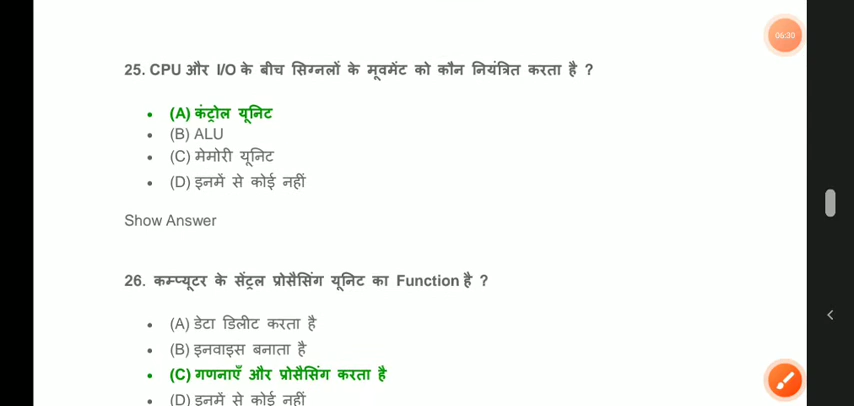 06:30
25. CPU और I/O के बीच सिग्नलों के मूवमेंट को कौन नियंत्रित करता है ?
(A) कंट्रोल यूनिट
(B) ALU
(C) मेमोरी यूनिट
(D) इनमें से कोई नहीं
Show Answer
26. कम्प्यूटर के सेंट्रल प्रोसैसिंग यूनिट का Function है ?
(A) डेटा डिलीट करता है
(B) इनवाइस बनाता है
(C) गणनाएँ और प्रोसैसिंग करता है
(D) इनमें से कोई नहीं